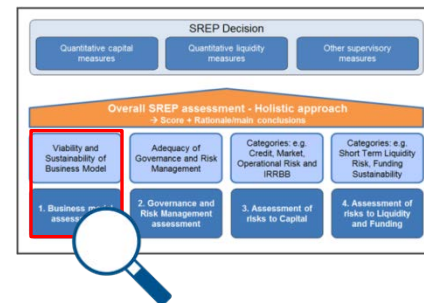 SREP Decision
Quantitative capital
measures
Quantitative liquidity
measures
Other supervisory
measures
Overall SREP assessment - Holistic approach
→ Score + Rationale/main conclusions
Viability and
Sustainability of
Business Model
Adequacy of
Governance and Risk
Management
Categories: e.g.
Credit, Market,
Operational Risk and
IRRBB
Categories: e.g.
Short Term Liquidity
Risk, Funding
Sustainability
1. Business
2. Governance and
Risk Management
assessment
3. Assessment of
risks to Capital
4. Assessment of
risks to Liquidity
and Funding